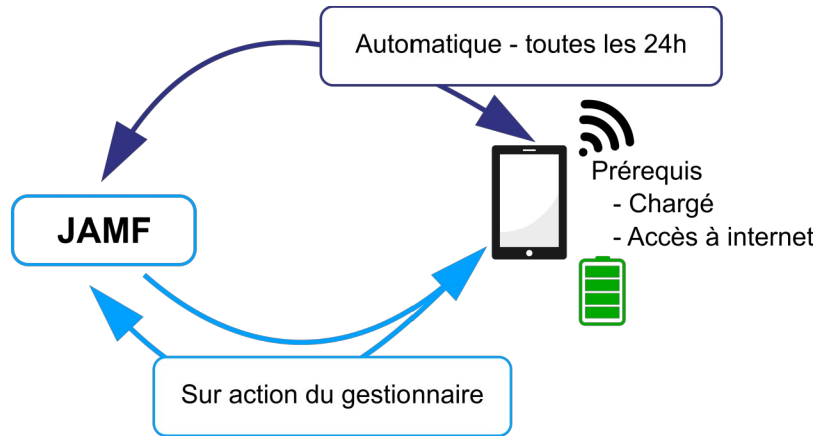 Automatique - toutes les 24h
Prérequis
- Chargé
- Accès à internet
JAMF
Sur action du gestionnaire